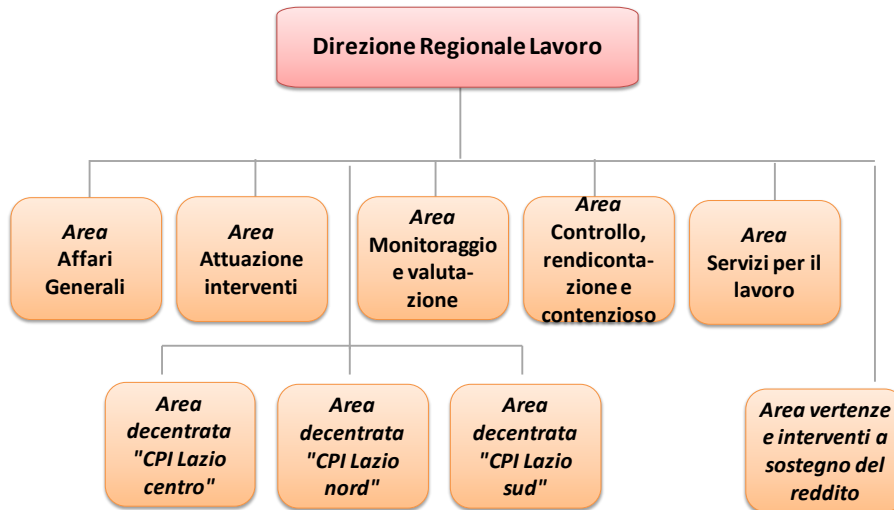 Direzione Regionale Lavoro
Area
Affari
Generali
Area
Attuazione
interventi
Area
Monitoraggio
e valuta-
zione
Area
Controllo,
rendiconta-
zione e
contenzioso
Area
Servizi per il
lavoro
Area
decentrata
"CPI Lazio
centro"
Area
decentrata
"CPI Lazio
nord"
Area
decentrata
"CPI Lazio
sud"
Area vertenze
e interventi a
sostegno del
reddito